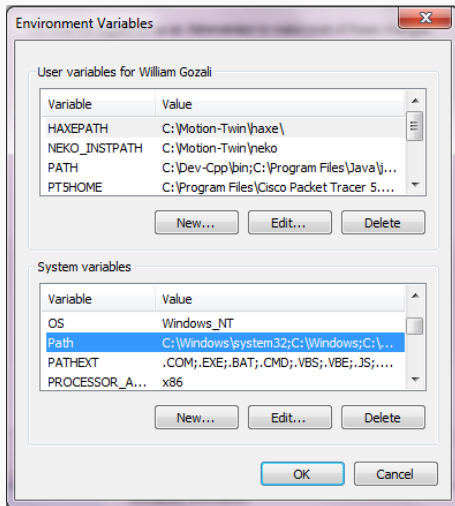 Environment Variables
User variables for William Gozali
Variable Value
HAXEPATH C:\Motion-Twin\haxe\
NEKO_INSTPATH C:\Motion-Twin\neko
PATH C:\Dev-Cpp\bin;C:\Program Files\Java\j...
PT5HOME C:\Program Files\Cisco Packet Tracer 5....
New... Edit... Delete
System variables
Variable Value
OS Windows_NT
Path C:\Windows\system32;C:\Windows;C:\...
PATHEXT .COM;.EXE;.BAT;.CMD;.VBS;.VBE;.JS;....
PROCESSOR_A... x86
New... Edit... Delete
OK Cancel